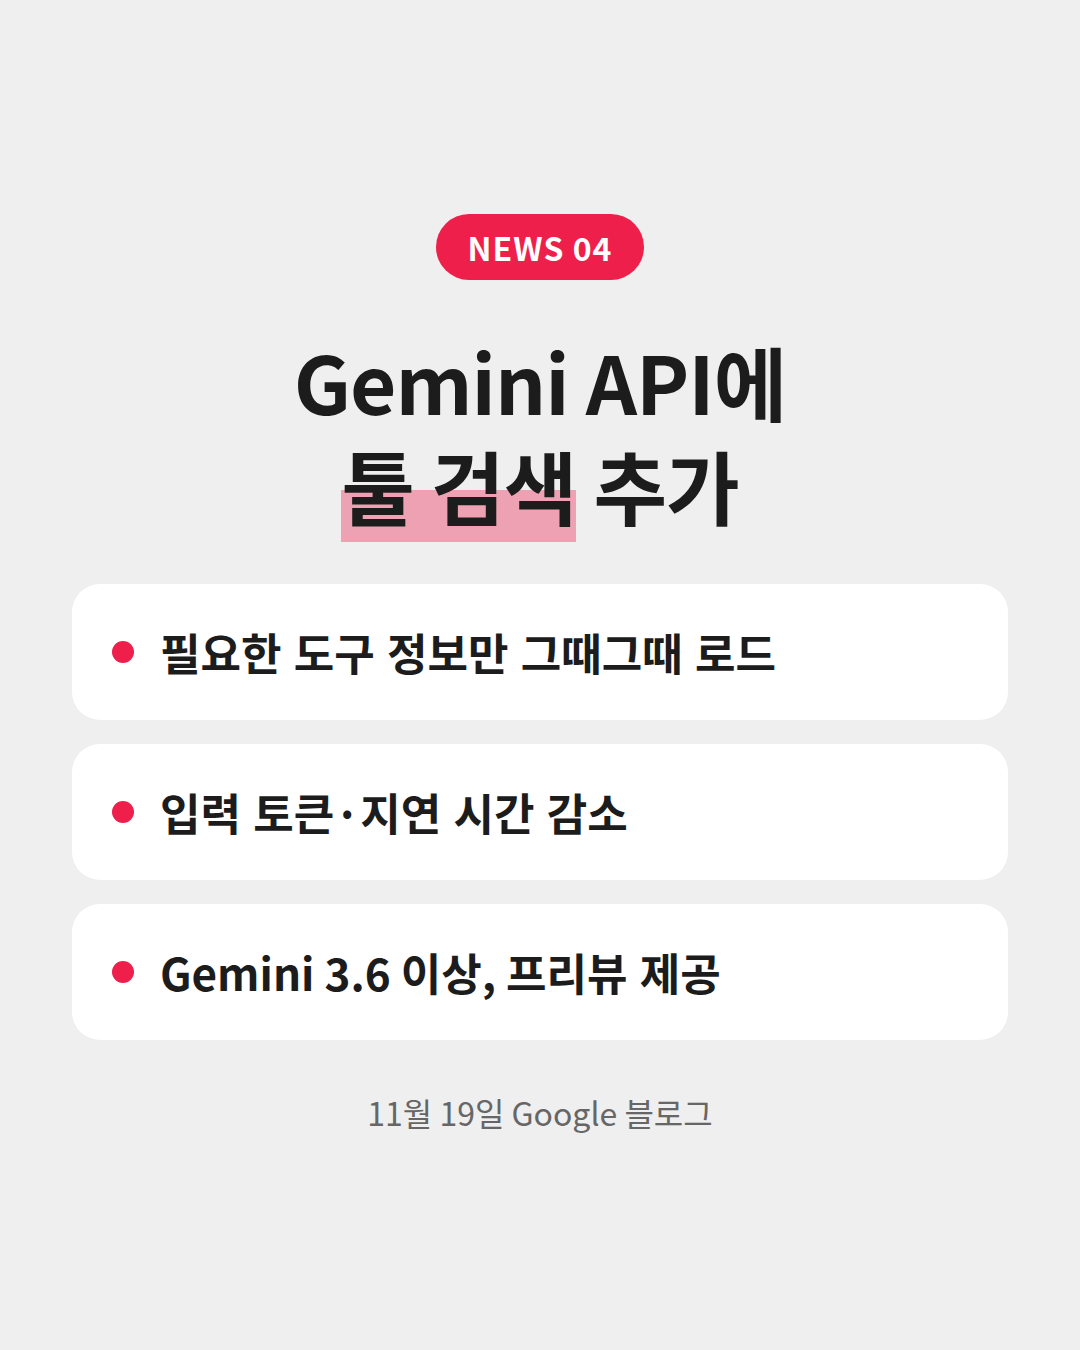 NEWS 04
Gemini API에
툴 검색 추가
필요한 도구 정보만 그때그때 로드
입력 토큰·지연 시간 감소
Gemini 3.6 이상, 프리뷰 제공
11월 19일 Google 블로그